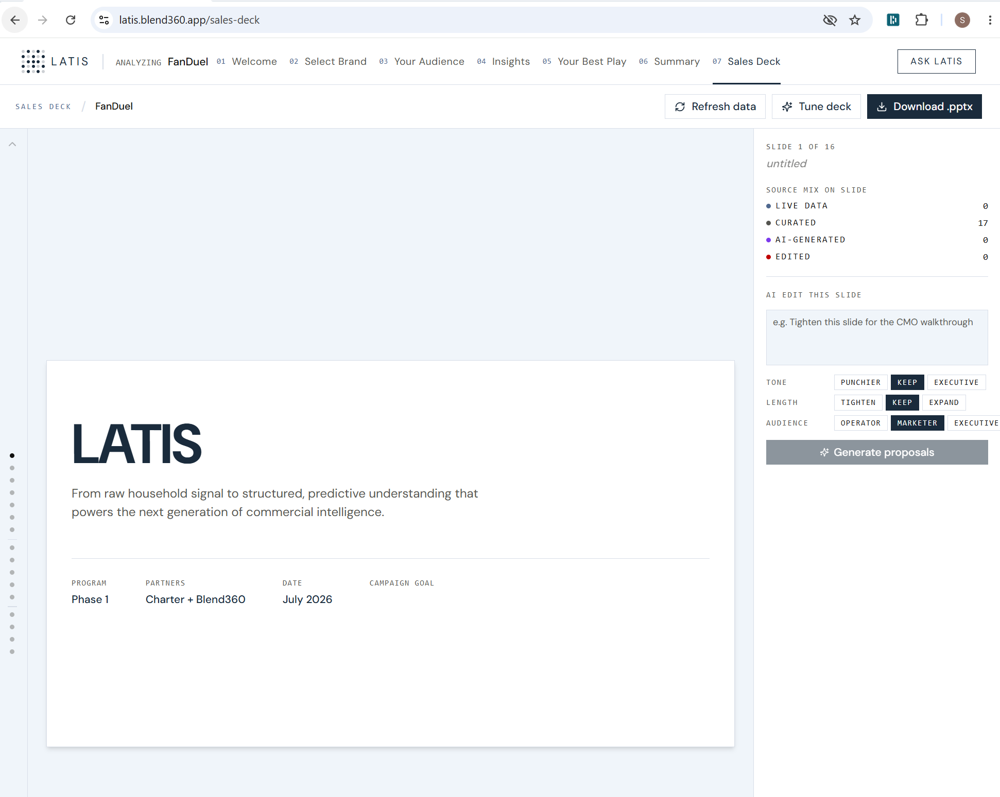 latis.blend360.app/sales-deck
S
LATIS
ANALYZING FanDuel 01 Welcome 02 Select Brand 03 Your Audience 04 Insights 05 Your Best Play 06 Summary 07 Sales Deck
ASK LATIS
SALES DECK / FanDuel
Refresh data
Tune deck
Download .pptx
LATIS
From raw household signal to structured, predictive understanding that
powers the next generation of commercial intelligence.
PROGRAM PARTNERS DATE CAMPAIGN GOAL
Phase 1 Charter + Blend360 July 2026
SLIDE 1 OF 16
untitled
SOURCE MIX ON SLIDE
LIVE DATA 0
CURATED 17
AI-GENERATED 0
EDITED 0
AI EDIT THIS SLIDE
e.g. Tighten this slide for the CMO walkthrough
TONE PUNCHIER KEEP EXECUTIVE
LENGTH TIGHTEN KEEP EXPAND
AUDIENCE OPERATOR MARKETER EXECUTIVE
Generate proposals